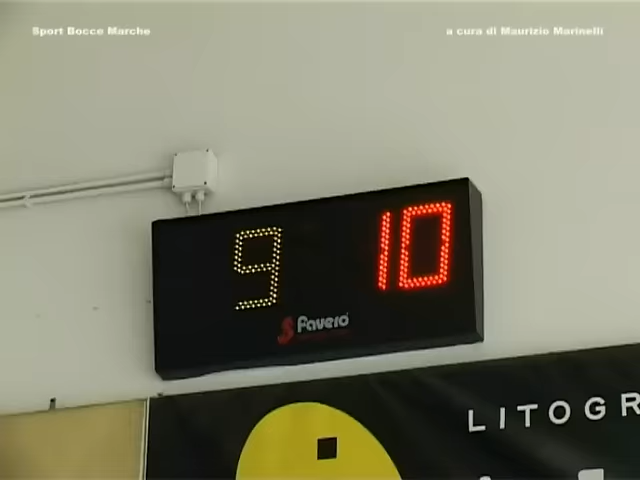 Sport Bocce Marche
a cura di Maurizio Marinelli
9 10
Favero
LITOGR